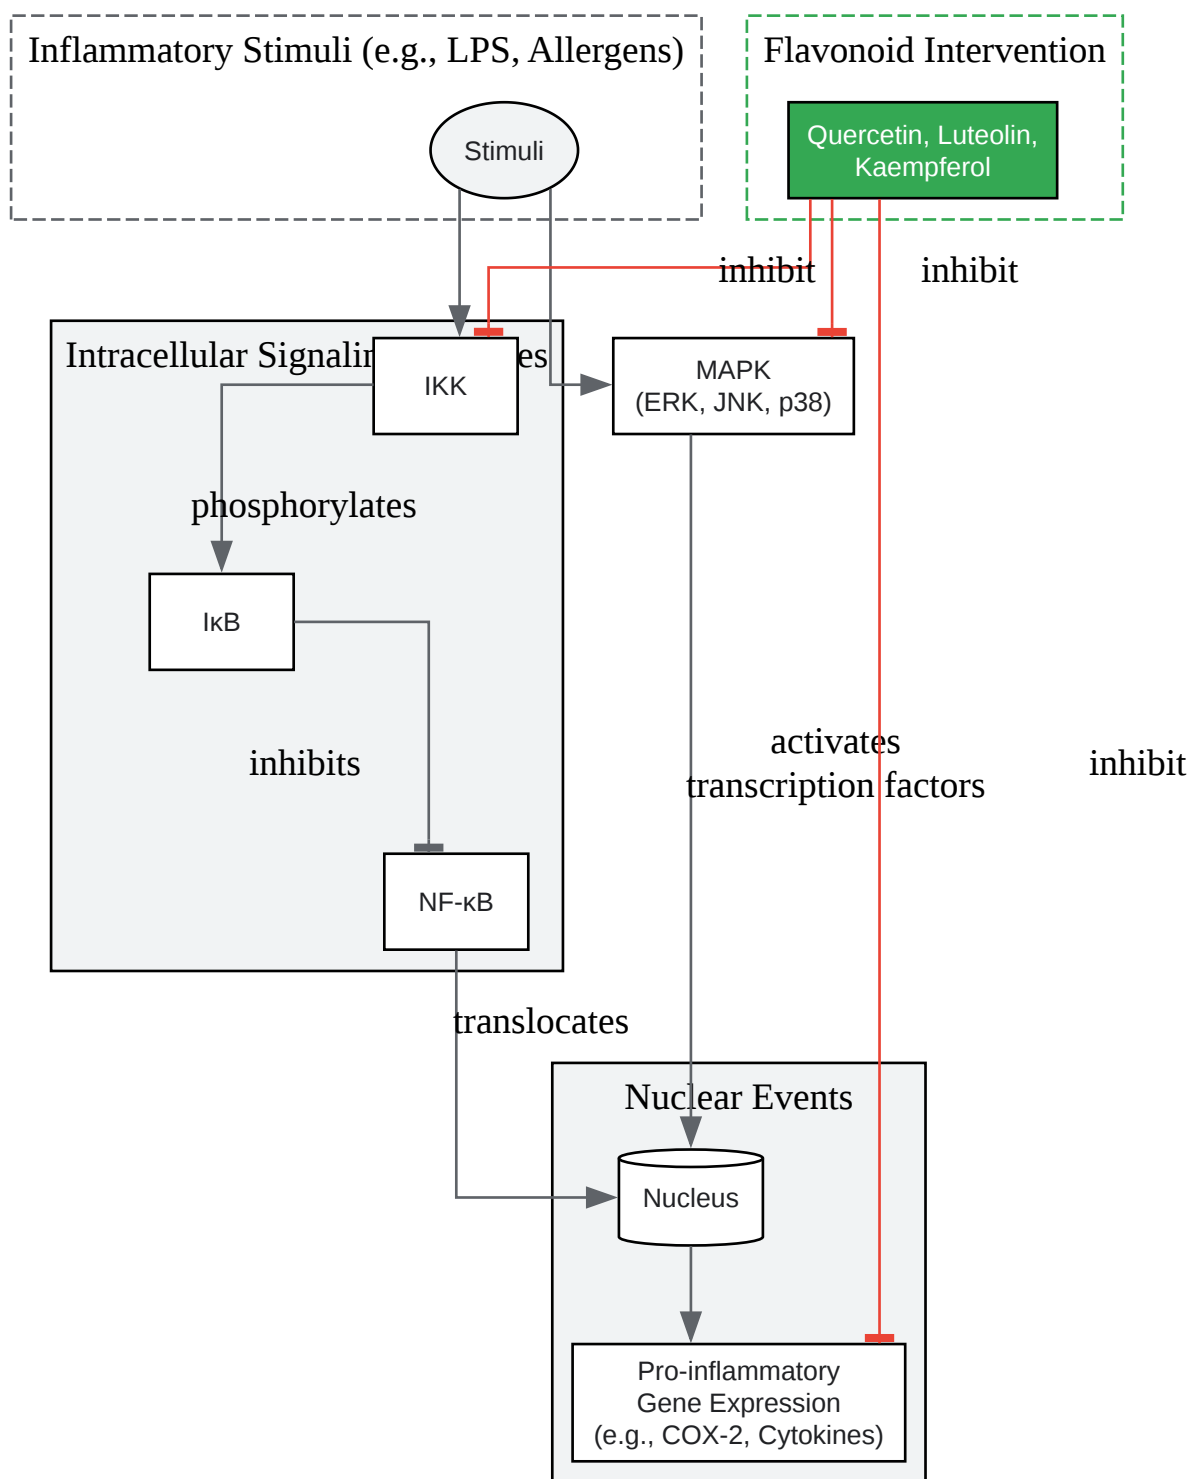 Inflammatory Stimuli (e.g., LPS, Allergens)
Flavonoid Intervention
Stimuli
Quercetin, Luteolin,
Kaempferol
inhibit
inhibit
Intracellular
IKK
MAPK
(ERK, JNK, p38)
phosphorylates
IκB
inhibits
activates
transcription factors
inhibit
NF-κB
translocates
Nuclear Events
Nucleus
Pro-inflammatory
Gene Expression
(e.g., COX-2, Cytokines)